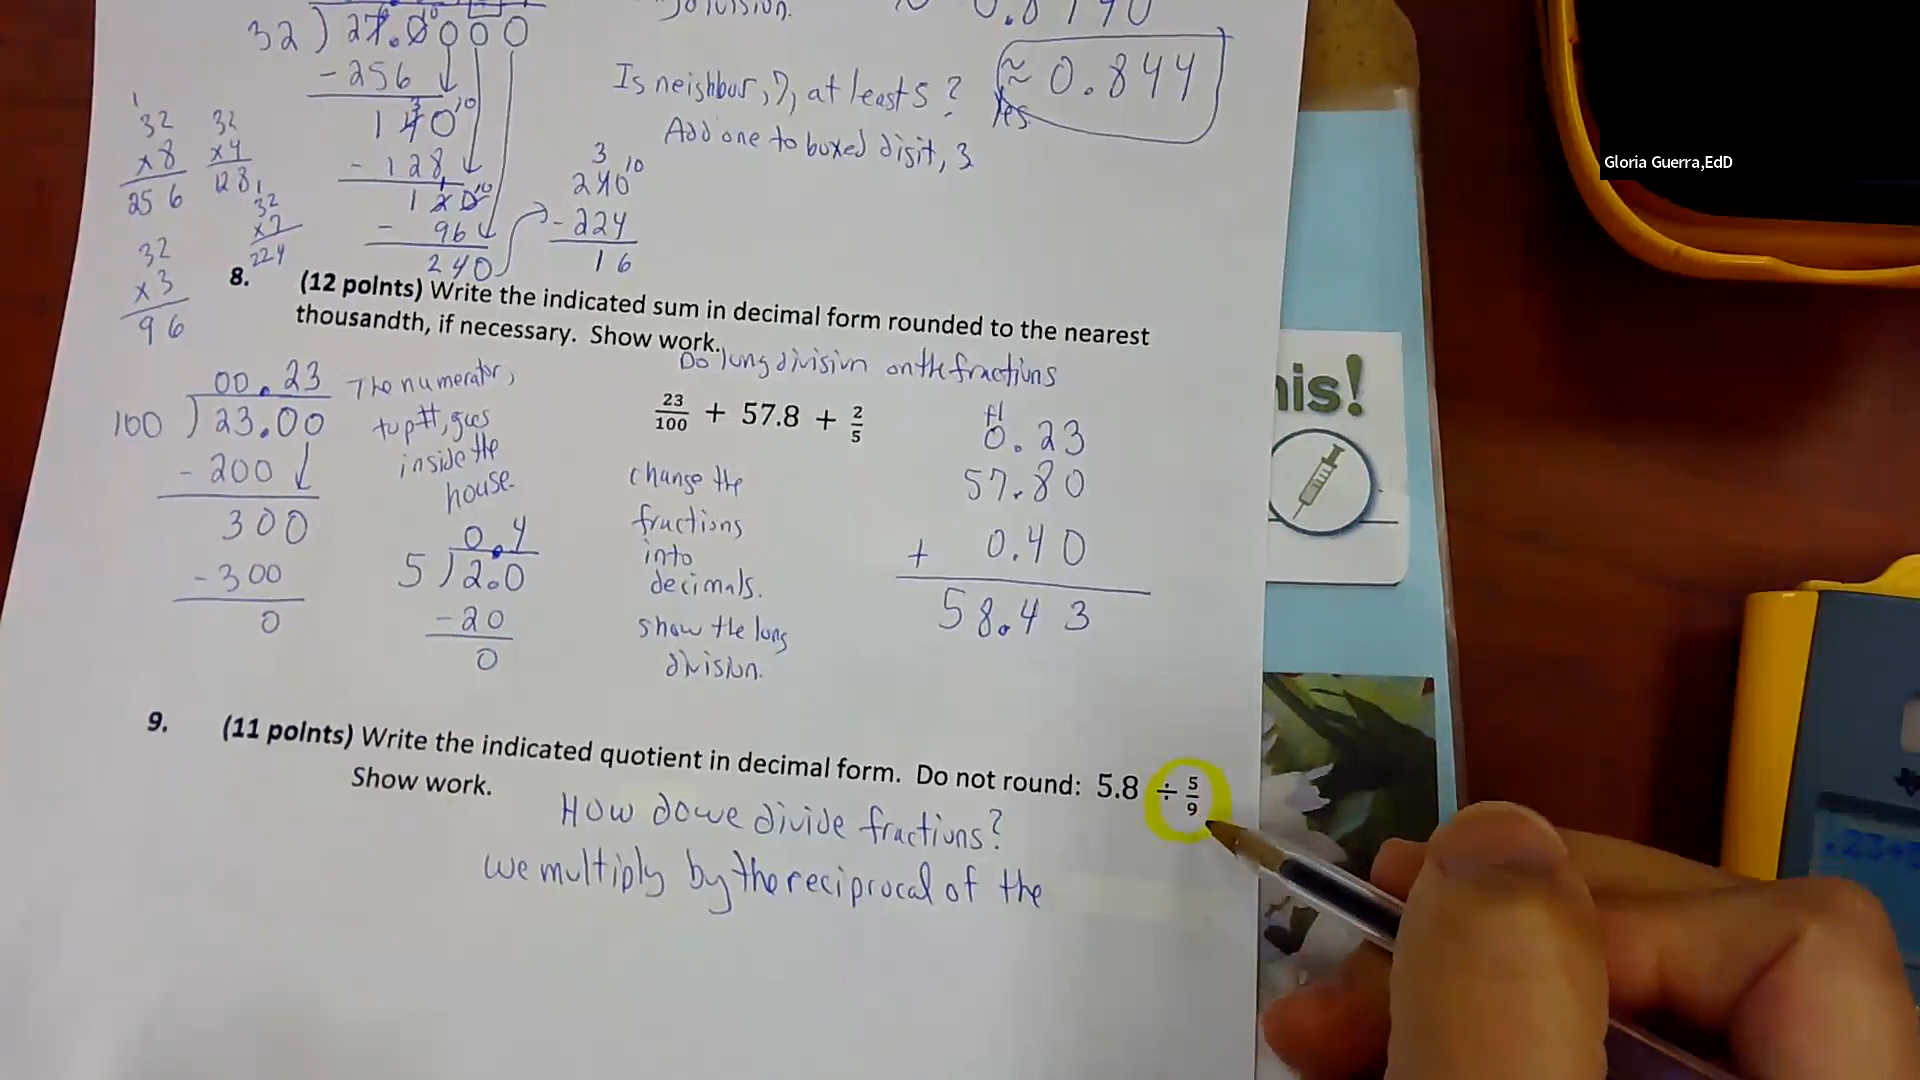 32 ) 27.0000
- 256
140
- 128
120
- 96
240
32
x8
256
32
x4
128
32
x3
96
32
x7
224
240
- 224
16
Is neighbor, 7, at least 5?
Yes
Add one to boxed digit, 3
≈ 0.844
8. (12 points) Write the indicated sum in decimal form rounded to the nearest
thousandth, if necessary. Show work.
Do long division on the fractions
23/100 + 57.8 + 2/5
00.23
100 ) 23.00
- 200
300
- 300
0
The numerator,
top #, goes
inside the
house.
0.4
5 ) 2.0
- 20
0
change the
fractions
into
decimals.
show the long
division.
0.23
57.80
+ 0.40
58.43
9. (11 points) Write the indicated quotient in decimal form. Do not round: 5.8 ÷ 5/9
Show work.
How do we divide fractions?
we multiply by the reciprocal of the
his!
Gloria Guerra,EdD